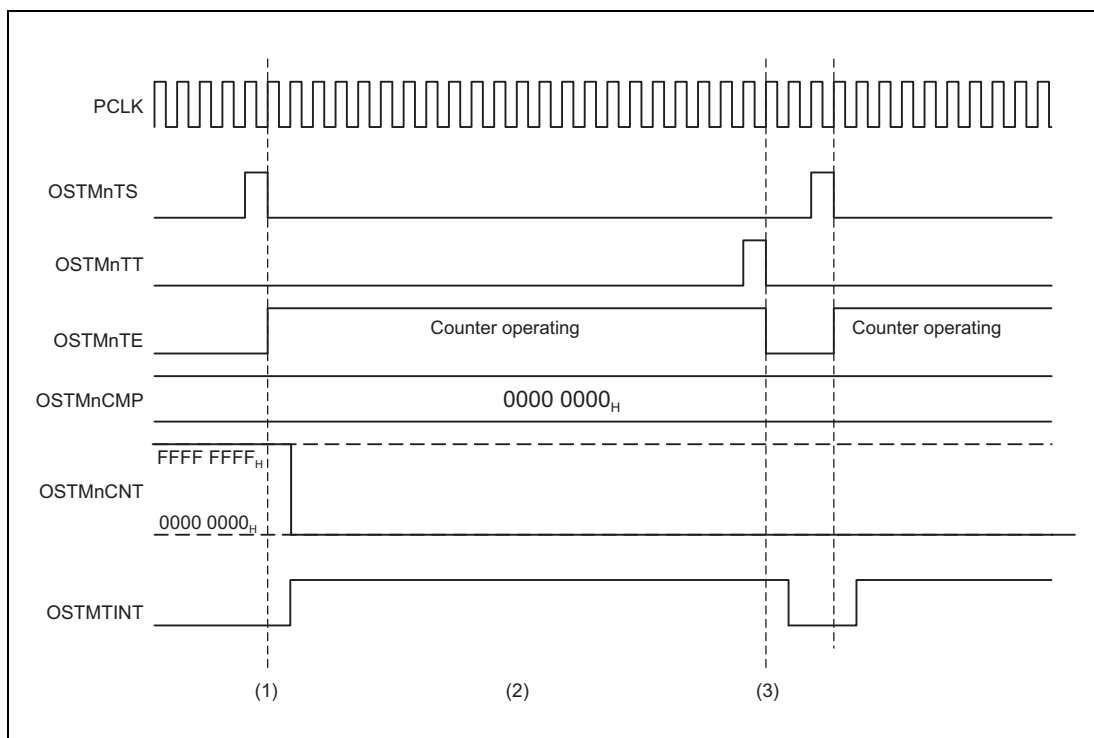 PCLK
OSTMnTS
OSTMnTT
OSTMnTE
Counter operating
Counter operating
OSTMnCMP
0000 0000H
FFFF FFFFH
OSTMnCNT
0000 0000H
OSTMTINT
(1)
(2)
(3)